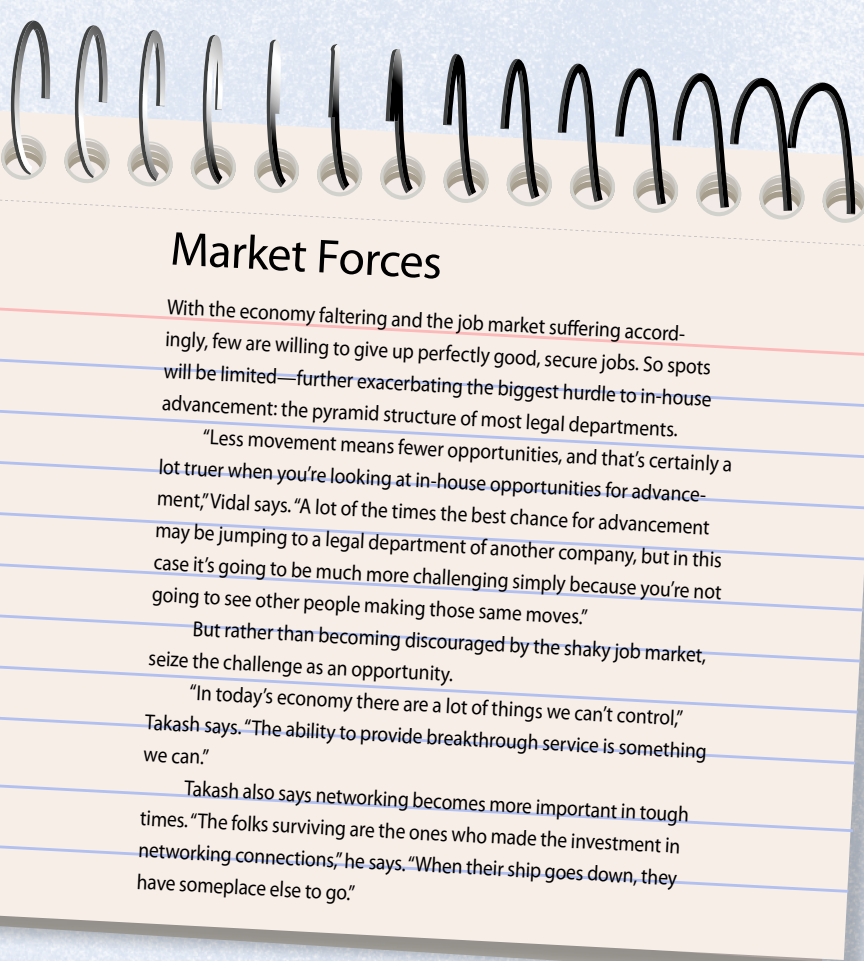 Market Forces
With the economy faltering and the job market suffering accord-
ingly, few are willing to give up perfectly good, secure jobs. So spots
will be limited—further exacerbating the biggest hurdle to in-house
advancement: the pyramid structure of most legal departments.
“Less movement means fewer opportunities, and that’s certainly a
lot truer when you’re looking at in-house opportunities for advance-
ment,” Vidal says. “A lot of the times the best chance for advancement
may be jumping to a legal department of another company, but in this
case it’s going to be much more challenging simply because you’re not
going to see other people making those same moves.”
But rather than becoming discouraged by the shaky job market,
seize the challenge as an opportunity.
“In today’s economy there are a lot of things we can’t control,”
Takash says. “The ability to provide breakthrough service is something
we can.”
Takash also says networking becomes more important in tough
times. “The folks surviving are the ones who made the investment in
networking connections,” he says. “When their ship goes down, they
have someplace else to go.”